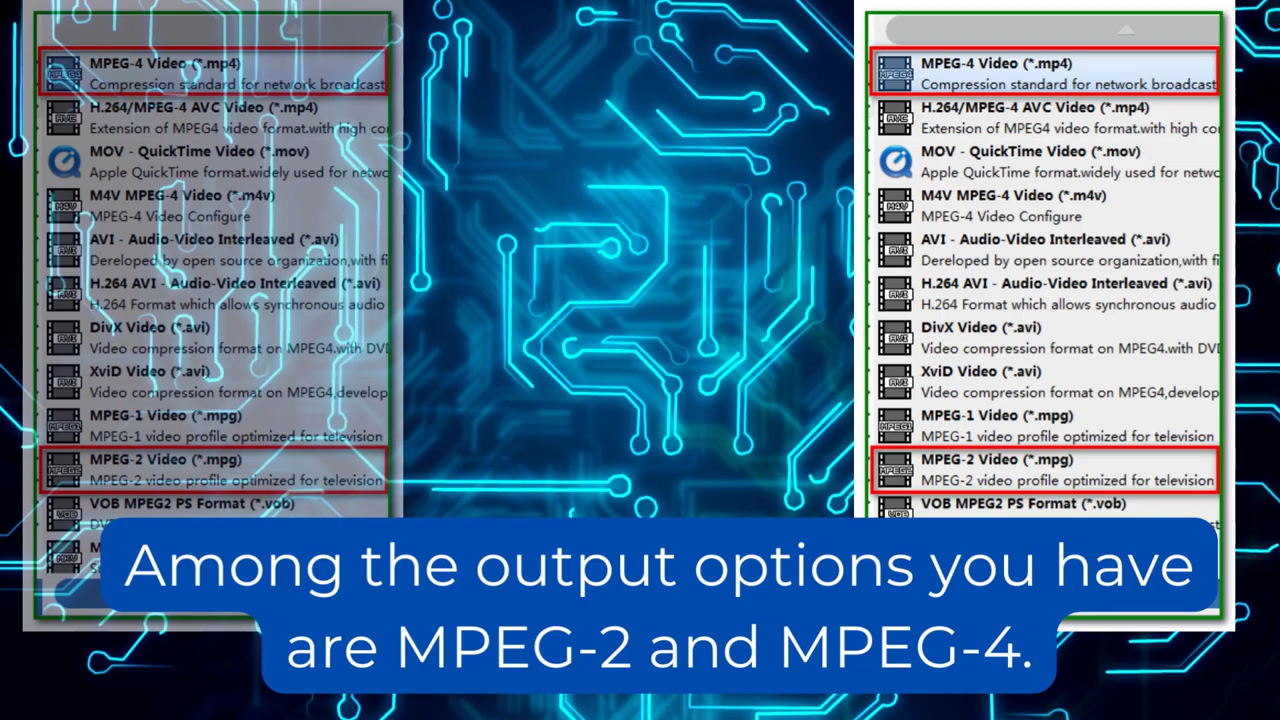 MPEG-4 Video (*.mp4)
Compression standard for network broadcast
H.264/MPEG-4 AVC Video (*.mp4)
Extension of MPEG4 video format.with high co
MOV - QuickTime Video (*.mov)
Apple QuickTime format.widely used for netwo
M4V MPEG-4 Video (*.m4v)
MPEG-4 Video Configure
AVI - Audio-Video Interleaved (*.avi)
Dereloped by open source organization,with fi
H.264 AVI - Audio-Video Interleaved (*.avi)
H.264 Format which allows synchronous audio
DivX Video (*.avi)
Video compression format on MPEG4.with DVD
XviD Video (*.avi)
Video compression format on MPEG4,develop
MPEG-1 Video (*.mpg)
MPEG-1 video profile optimized for television
MPEG-2 Video (*.mpg)
MPEG-2 video profile optimized for television
VOB MPEG2 PS Format (*.vob)
MPEG-4 Video (*.mp4)
Compression standard for network broadcast
H.264/MPEG-4 AVC Video (*.mp4)
Extension of MPEG4 video format.with high co
MOV - QuickTime Video (*.mov)
Apple QuickTime format.widely used for netwo
M4V MPEG-4 Video (*.m4v)
MPEG-4 Video Configure
AVI - Audio-Video Interleaved (*.avi)
Dereloped by open source organization,with fi
H.264 AVI - Audio-Video Interleaved (*.avi)
H.264 Format which allows synchronous audio
DivX Video (*.avi)
Video compression format on MPEG4.with DVD
XviD Video (*.avi)
Video compression format on MPEG4,develop
MPEG-1 Video (*.mpg)
MPEG-1 video profile optimized for television
MPEG-2 Video (*.mpg)
MPEG-2 video profile optimized for television
VOB MPEG2 PS Format (*.vob)
Among the output options you have
are MPEG-2 and MPEG-4.